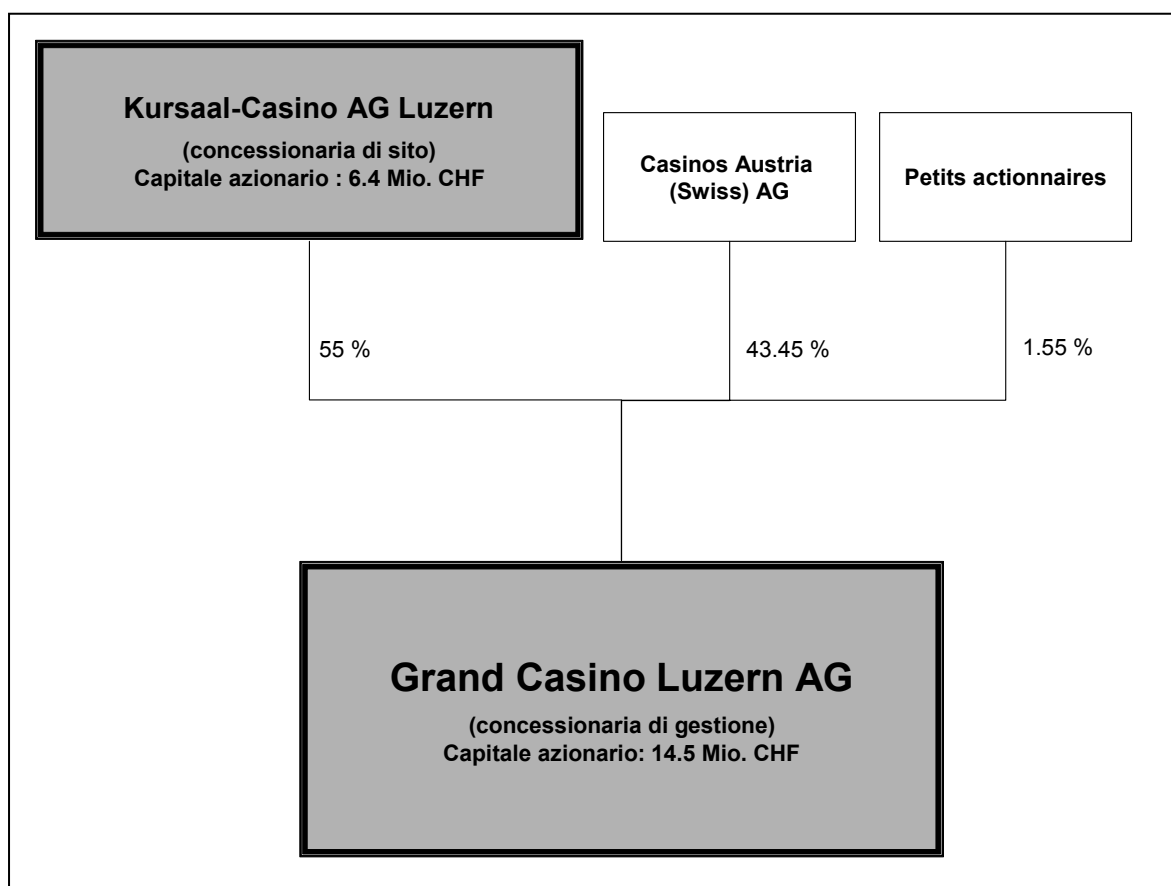 Kursaal-Casino AG Luzern
(concessionaria di sito)
Capitale azionario : 6.4 Mio. CHF
Casinos Austria
(Swiss) AG
Petits actionnaires
55 %
43.45 %
1.55 %
Grand Casino Luzern AG
(concessionaria di gestione)
Capitale azionario: 14.5 Mio. CHF